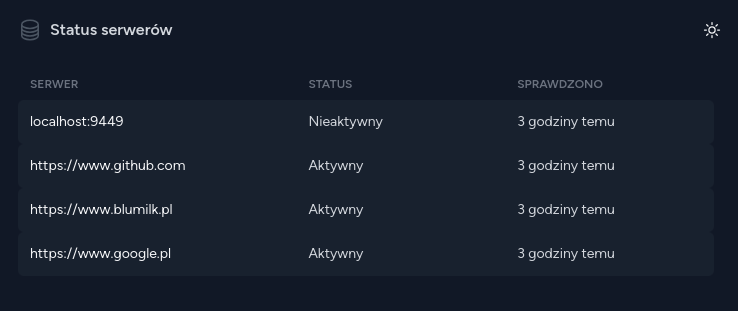 Status serwerów
SERWER STATUS SPRAWDZONO
localhost:9449 Nieaktywny 3 godziny temu
https://www.github.com Aktywny 3 godziny temu
https://www.blumilk.pl Aktywny 3 godziny temu
https://www.google.pl Aktywny 3 godziny temu